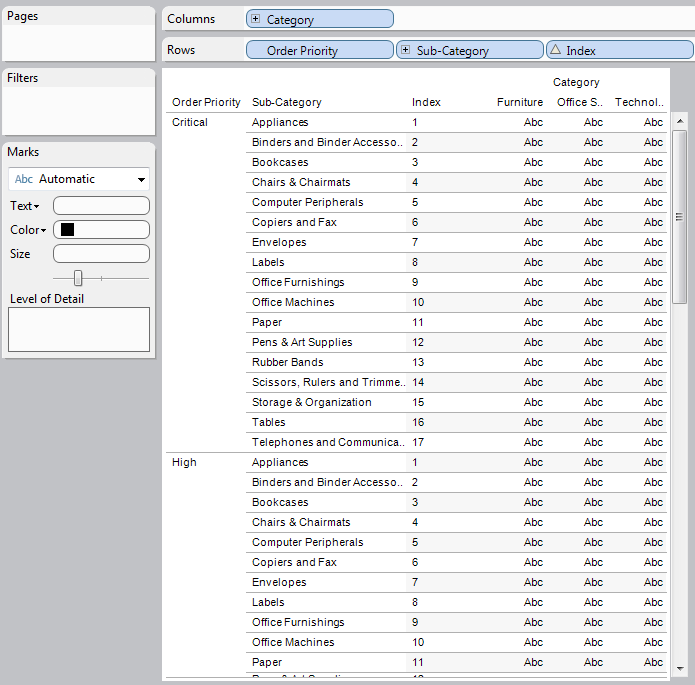 Pages
Columns Category
Rows Order Priority Sub-Category Index
Filters
Marks
Abc Automatic
Text
Color
Size
Level of Detail
Category
Order Priority Sub-Category Index Furniture Office S.. Technol..
Critical Appliances 1 Abc Abc Abc
Binders and Binder Accesso.. 2 Abc Abc Abc
Bookcases 3 Abc Abc Abc
Chairs & Chairmats 4 Abc Abc Abc
Computer Peripherals 5 Abc Abc Abc
Copiers and Fax 6 Abc Abc Abc
Envelopes 7 Abc Abc Abc
Labels 8 Abc Abc Abc
Office Furnishings 9 Abc Abc Abc
Office Machines 10 Abc Abc Abc
Paper 11 Abc Abc Abc
Pens & Art Supplies 12 Abc Abc Abc
Rubber Bands 13 Abc Abc Abc
Scissors, Rulers and Trimme.. 14 Abc Abc Abc
Storage & Organization 15 Abc Abc Abc
Tables 16 Abc Abc Abc
Telephones and Communica.. 17 Abc Abc Abc
High Appliances 1 Abc Abc Abc
Binders and Binder Accesso.. 2 Abc Abc Abc
Bookcases 3 Abc Abc Abc
Chairs & Chairmats 4 Abc Abc Abc
Computer Peripherals 5 Abc Abc Abc
Copiers and Fax 6 Abc Abc Abc
Envelopes 7 Abc Abc Abc
Labels 8 Abc Abc Abc
Office Furnishings 9 Abc Abc Abc
Office Machines 10 Abc Abc Abc
Paper 11 Abc Abc Abc